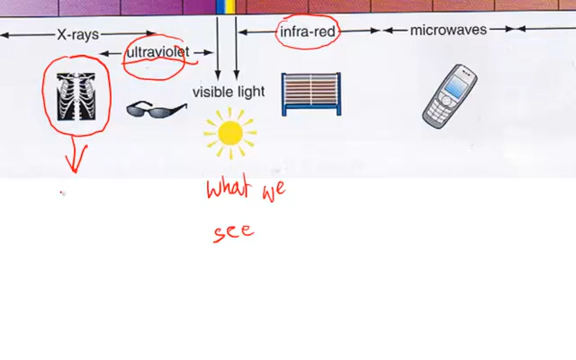 X-rays
infra-red
microwaves
ultraviolet
visible light
what we
see